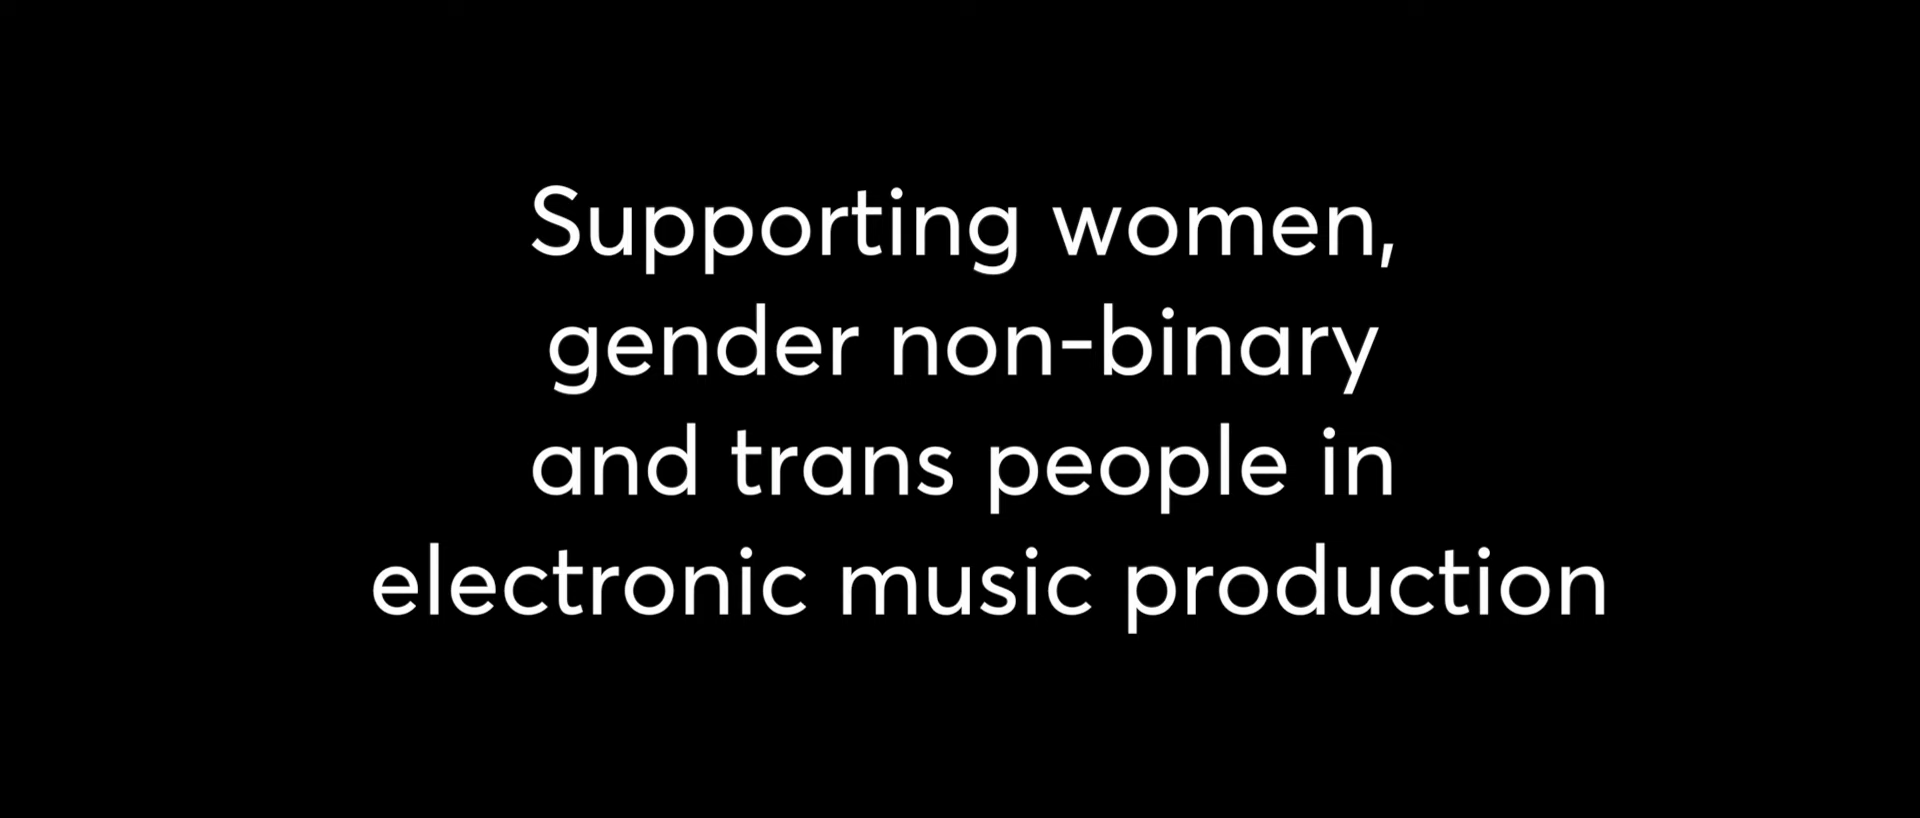 Supporting women,
gender non-binary
and trans people in
electronic music production